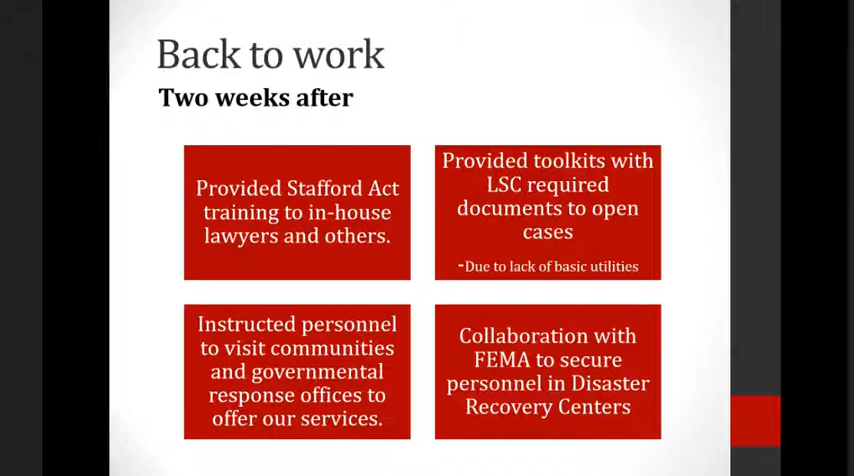 Back to work
Two weeks after
Provided Stafford Act
training to in-house
lawyers and others.
Provided toolkits with
LSC required
documents to open
cases
-Due to lack of basic utilities
Instructed personnel
to visit communities
and governmental
response offices to
offer our services.
Collaboration with
FEMA to secure
personnel in Disaster
Recovery Centers